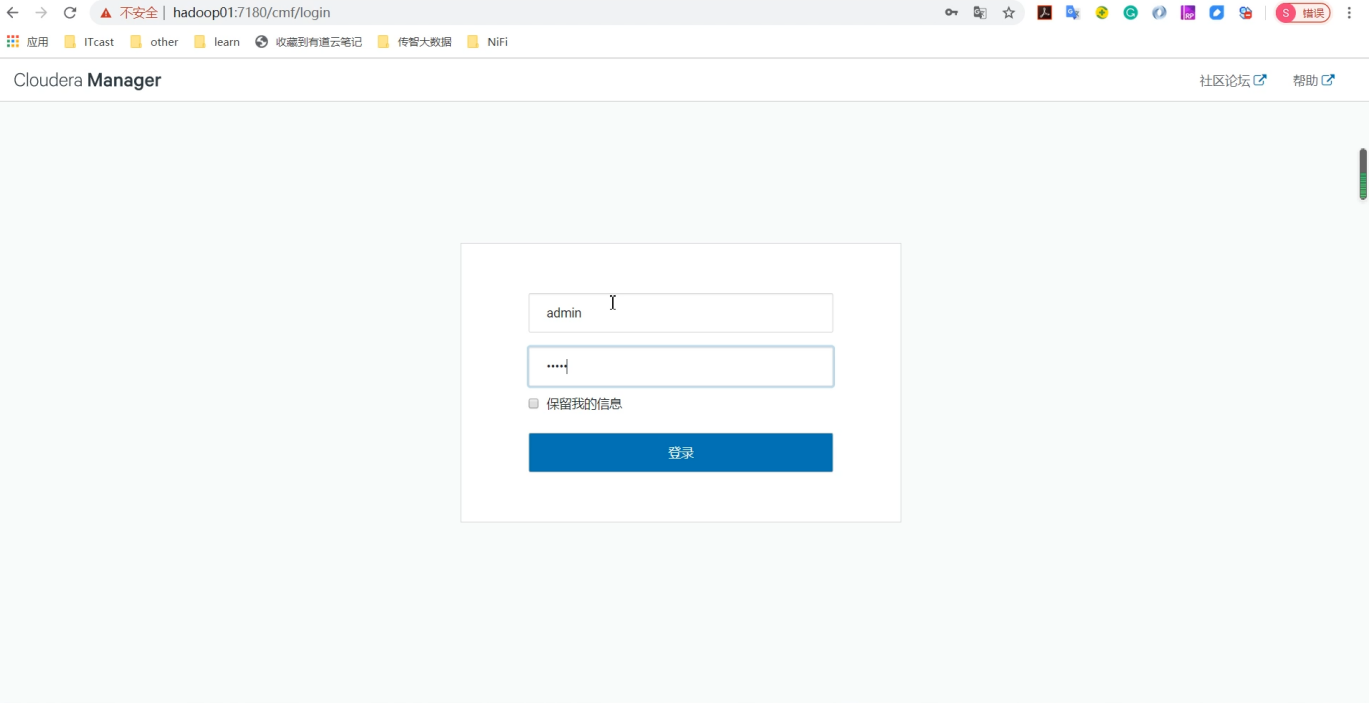 不安全 | hadoop01:7180/cmf/login
S 错误
应用 ITcast other learn 收藏到有道云笔记 传智大数据 NiFi
Cloudera Manager 社区论坛 帮助
admin
•••••
保留我的信息
登录